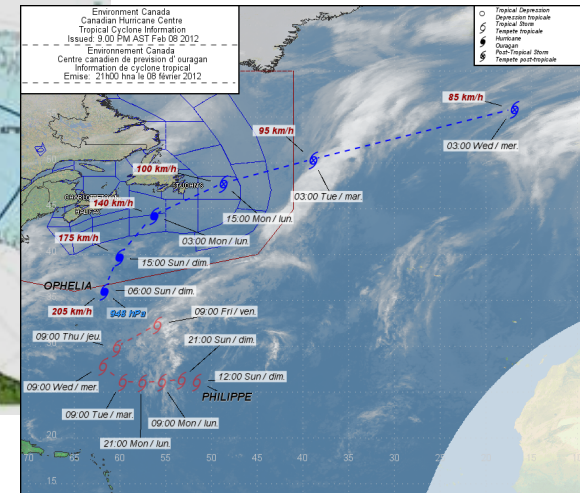 Environment Canada
Canadian Hurricane Centre
Tropical Cyclone Information
Issued: 9.00 PM AST Feb 08 2012
Environnement Canada
Centre canadien de prevision d' ouragan
Information de cyclone tropical
Emise: 21h00 hna le 08 février 2012
Tropical Depression
Depression tropicale
Tropical Storm
Tempete tropicale
Hurricane
Ouragan
Post-Tropical Storm
Tempete post-tropicale
85 km/h
03:00 Wed / mer.
95 km/h
03:00 Tue / mar.
100 km/h
15:00 Mon / lun.
140 km/h
03:00 Mon / lun.
175 km/h
15:00 Sun / dim.
OPHELIA
06:00 Sun / dim.
205 km/h
948 hPa
09:00 Fri / ven.
09:00 Thu / jeu.
21:00 Sun / dim.
09:00 Wed / mer.
12:00 Sun / dim.
PHILIPPE
09:00 Tue / mar.
09:00 Mon / lun.
21:00 Mon / lun.
20
70 60 55 50 45 40 35 30 25 20 15 10
15